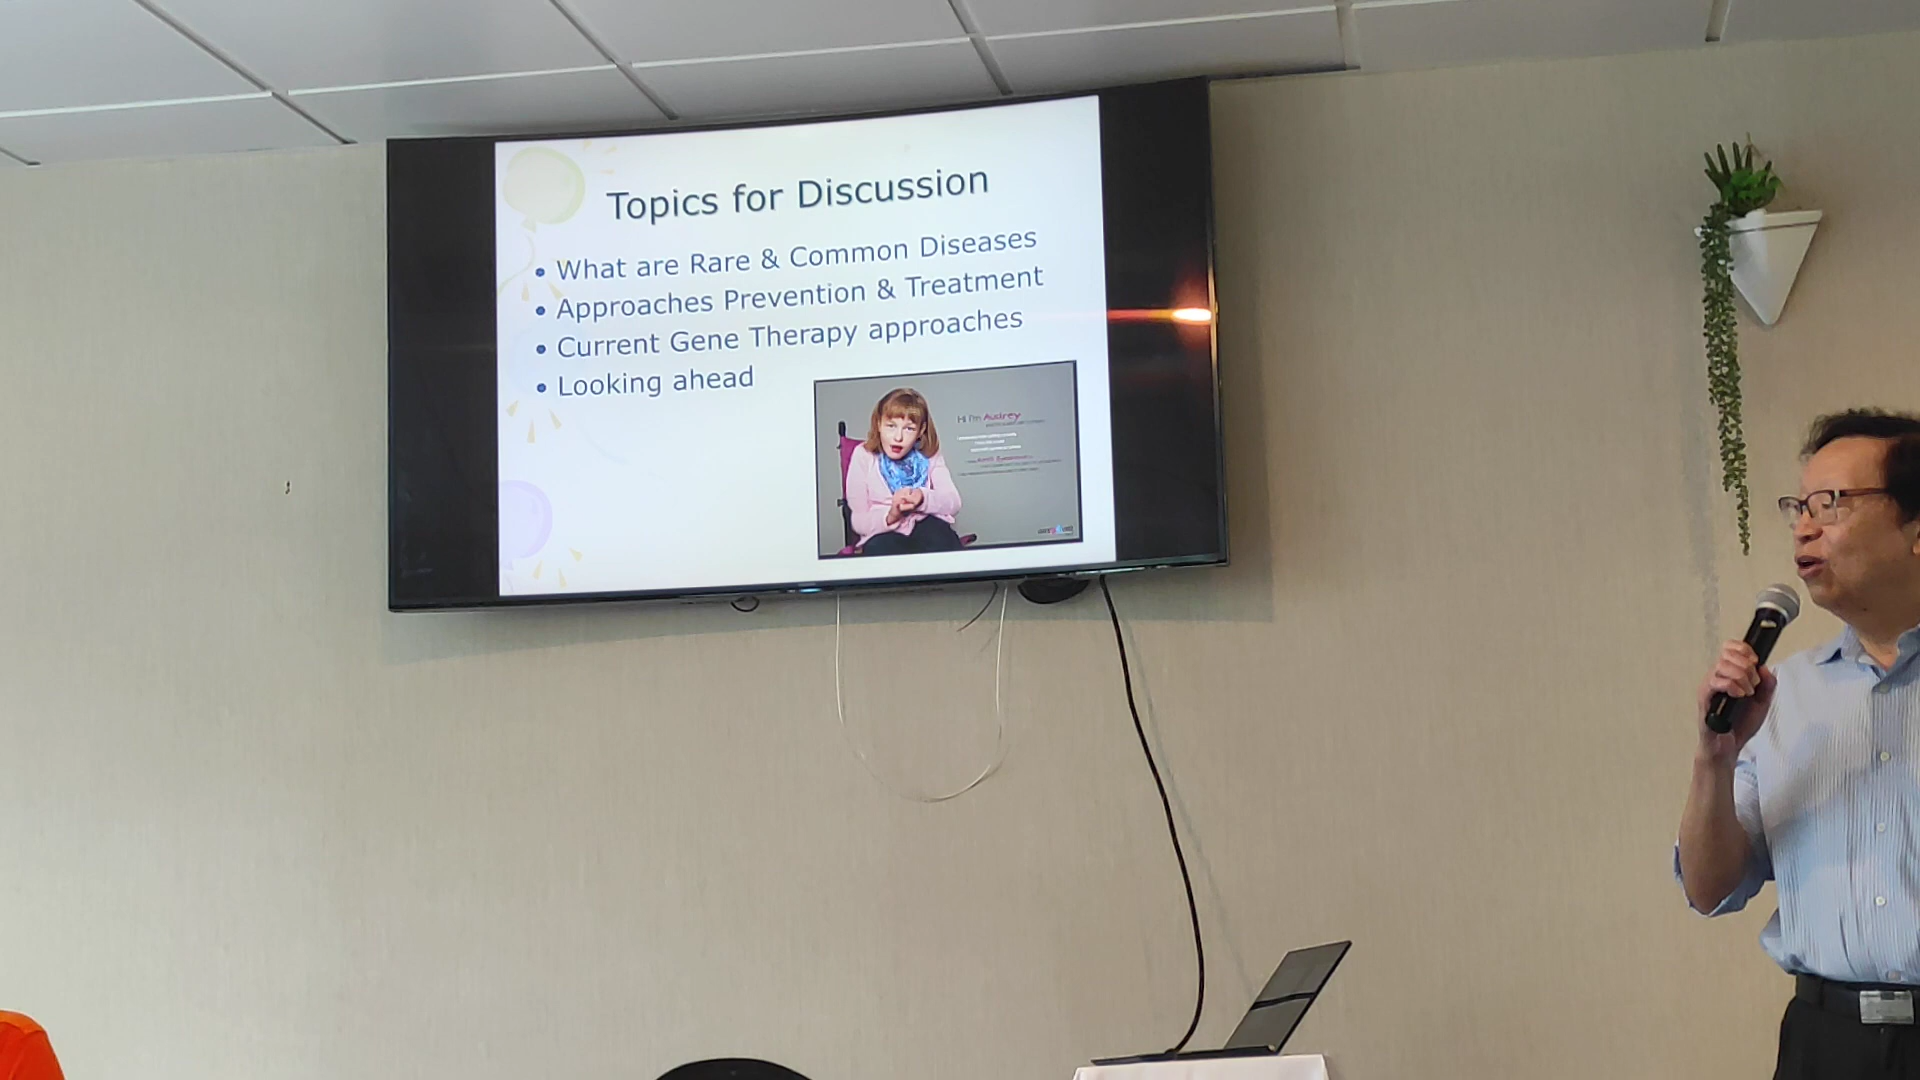 Topics for Discussion
• What are Rare & Common Diseases
• Approaches Prevention & Treatment
• Current Gene Therapy approaches
• Looking ahead
Hi I'm Audrey